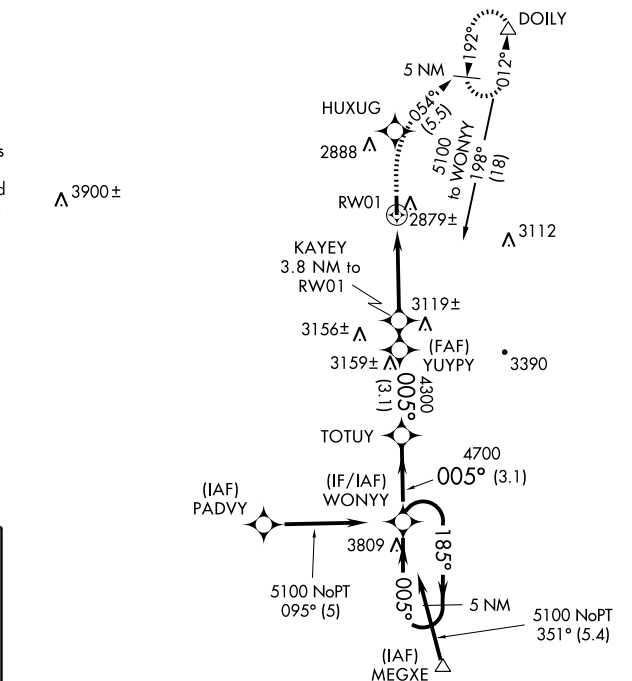 DOILY
192°
012°
5 NM
HUXUG
054°
(5.5)
5100
to WONYY
198°
(18)
2888
s
d
3900±
RW01
2879±
3112
KAYEY
3.8 NM to
RW01
3119±
3156±
(FAF)
YUYPY
3159±
3390
005°
(3.1)
4300
TOTUY
4700
005° (3.1)
(IF/IAF)
WONYY
(IAF)
PADVY
3809
185°
5100 NoPT
095° (5)
005°
5 NM
5100 NoPT
351° (5.4)
(IAF)
MEGXE